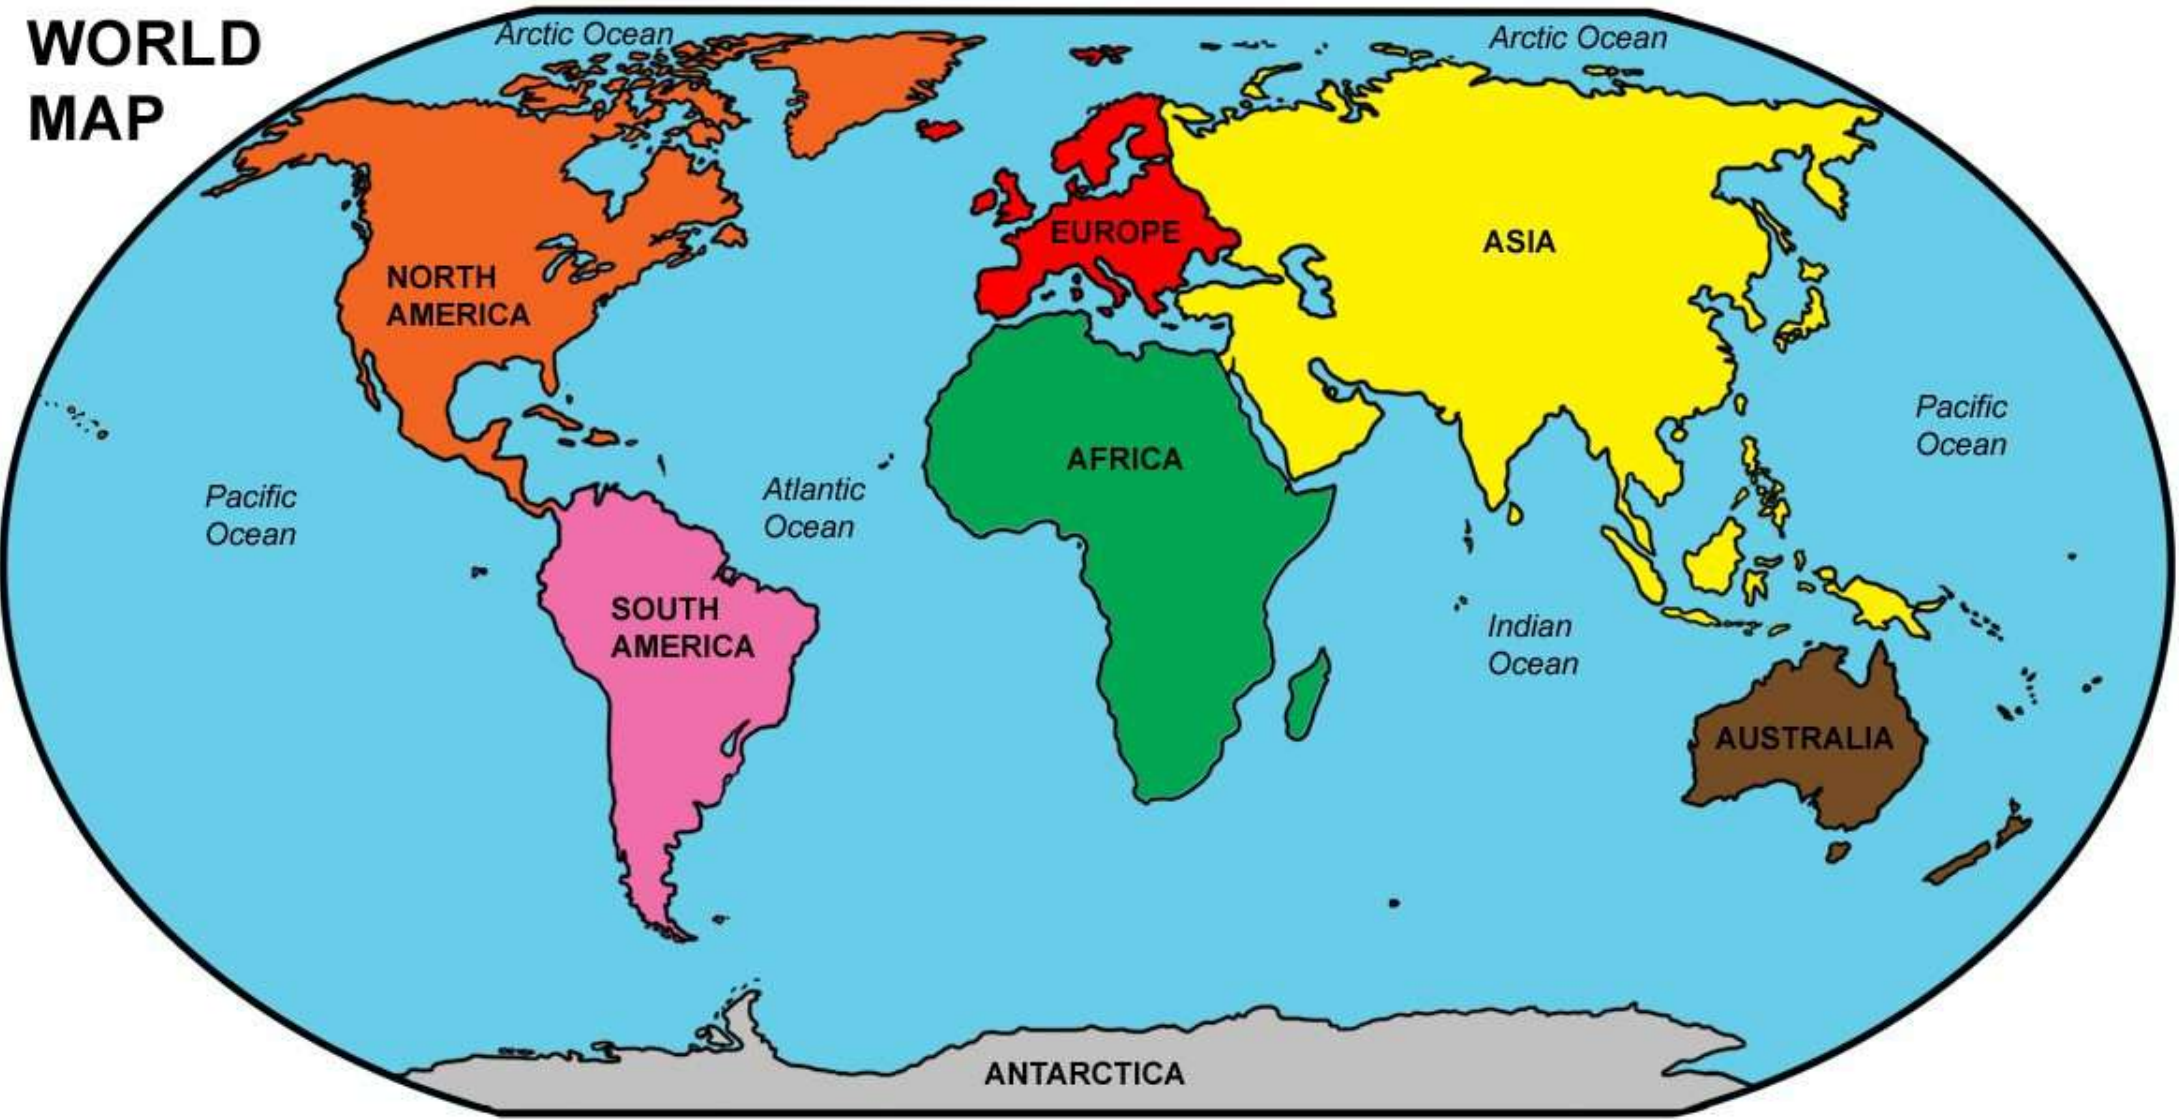 WORLD
MAP
Arctic Ocean
Arctic Ocean
EUROPE
ASIA
NORTH
AMERICA
Pacific
Ocean
AFRICA
Pacific
Ocean
Atlantic
Ocean
SOUTH
AMERICA
Indian
Ocean
AUSTRALIA
ANTARCTICA